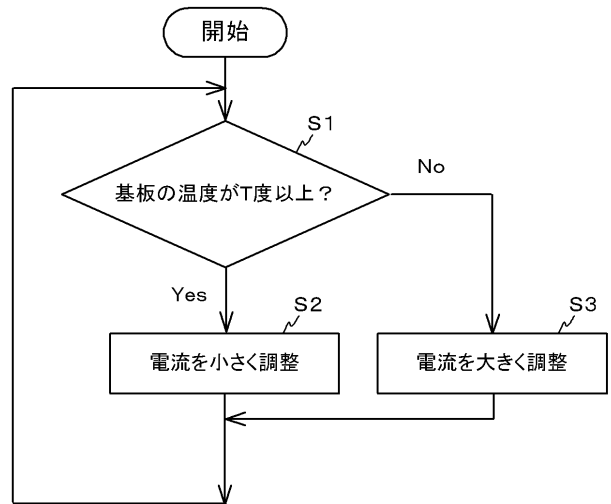 開始
S1
基板の温度がT度以上？
No
Yes
S2
S3
電流を小さく調整
電流を大きく調整